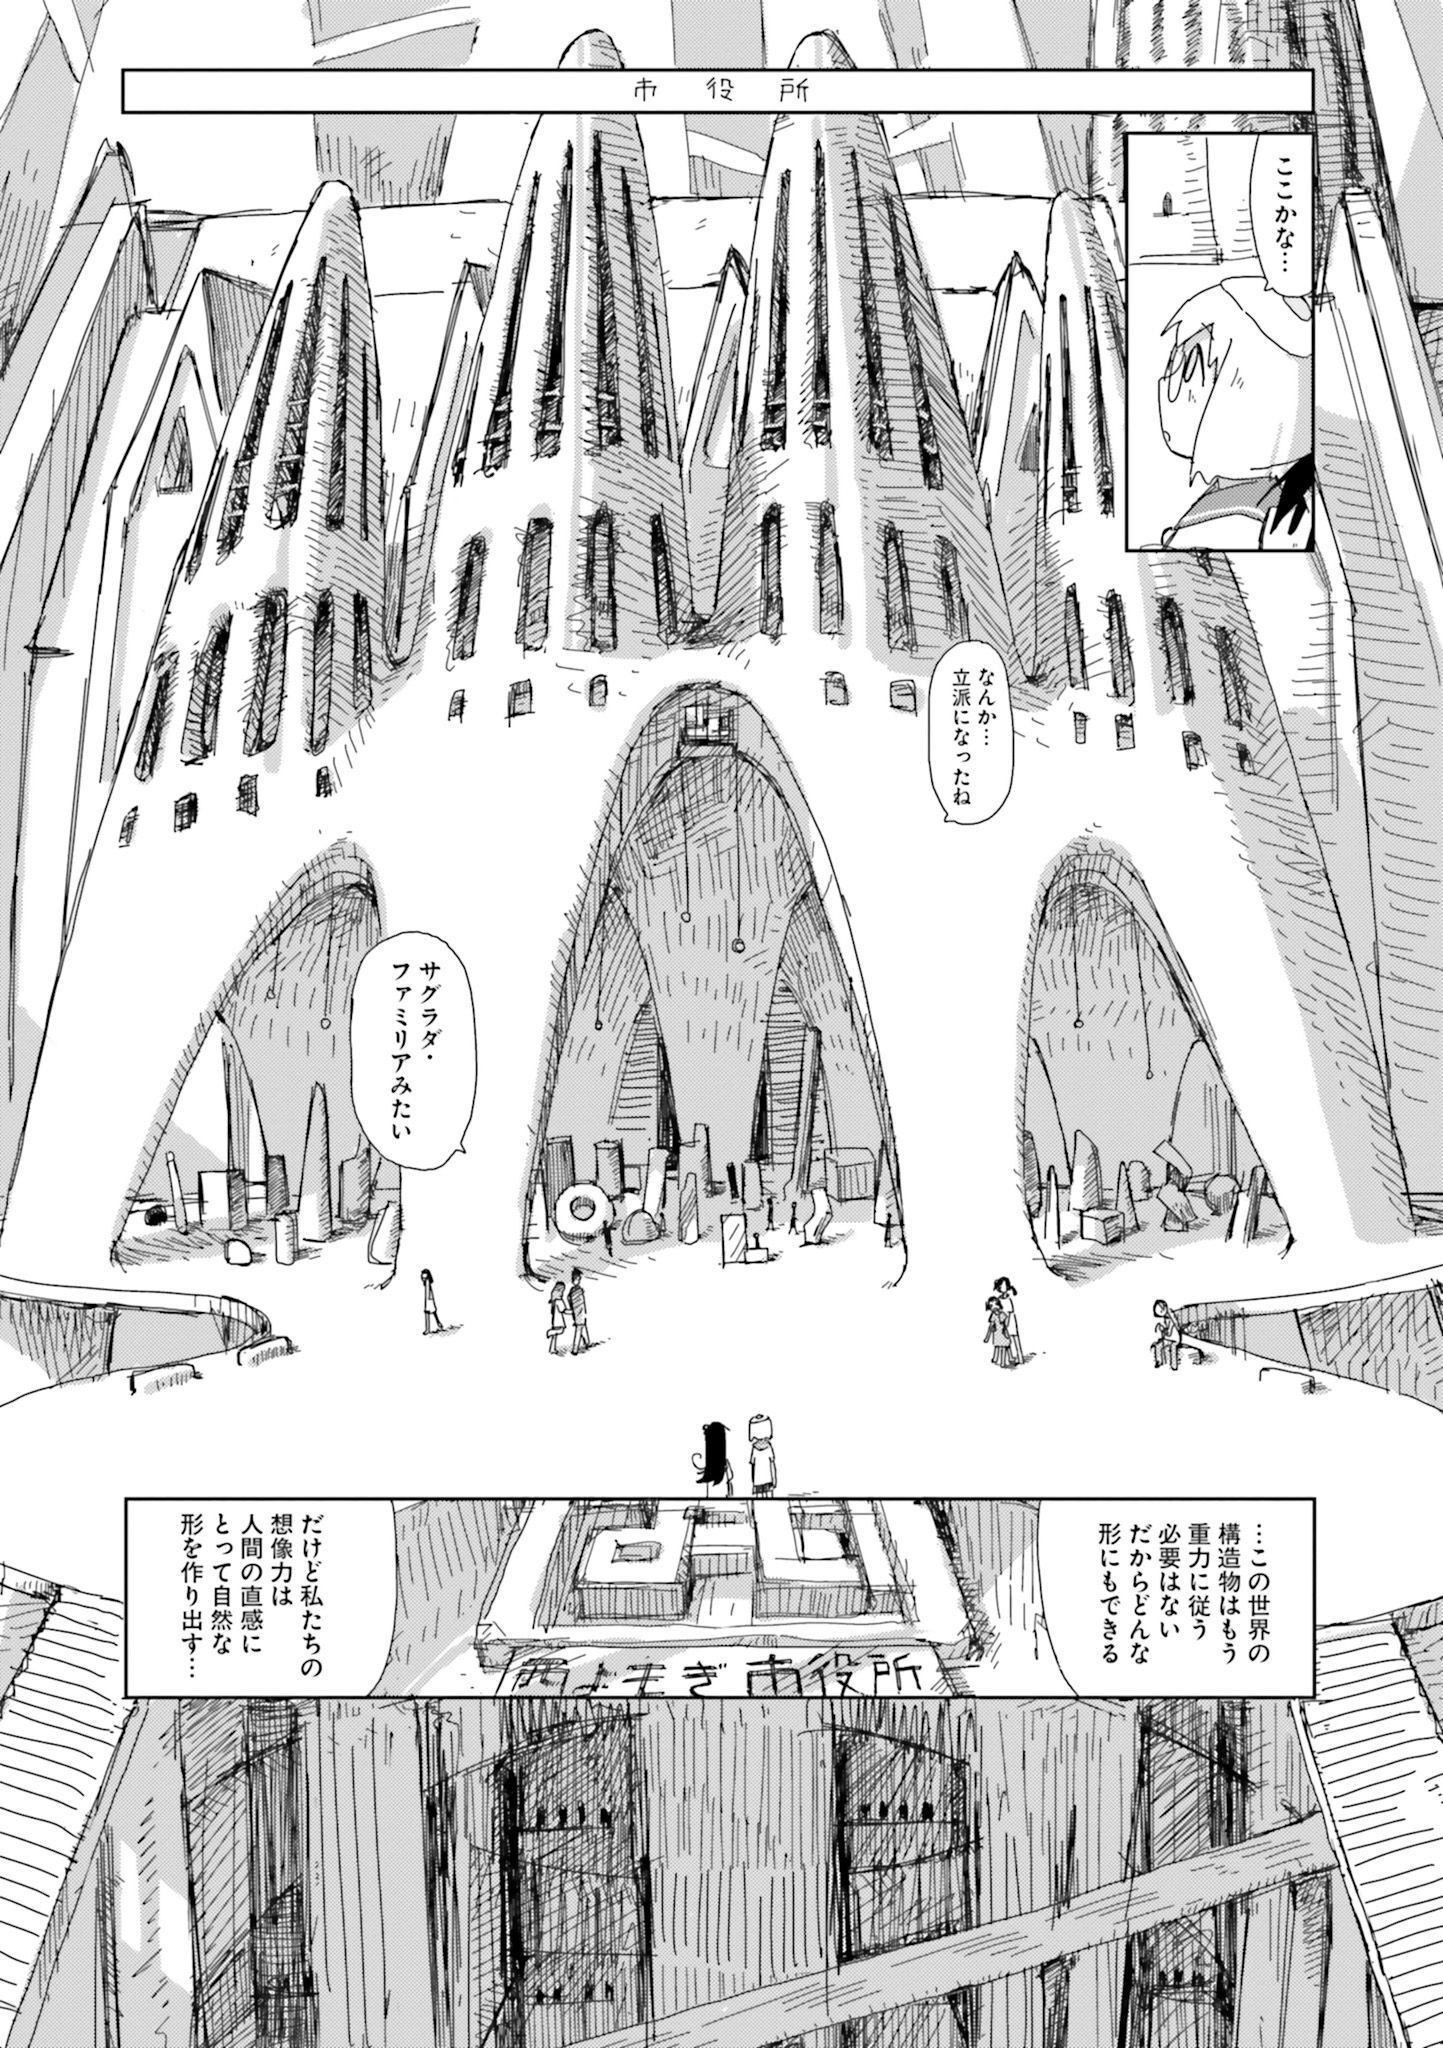 市役所
ここかな…
なんか…
立派になったね
サグラダ・
ファミリアみたい
…この世界の
構造物はもう
重力に従う
必要はない
だからどんな
形にもできる
だけど私たちの
想像力は
人間の直感に
とって自然な
形を作り出す…
市役所